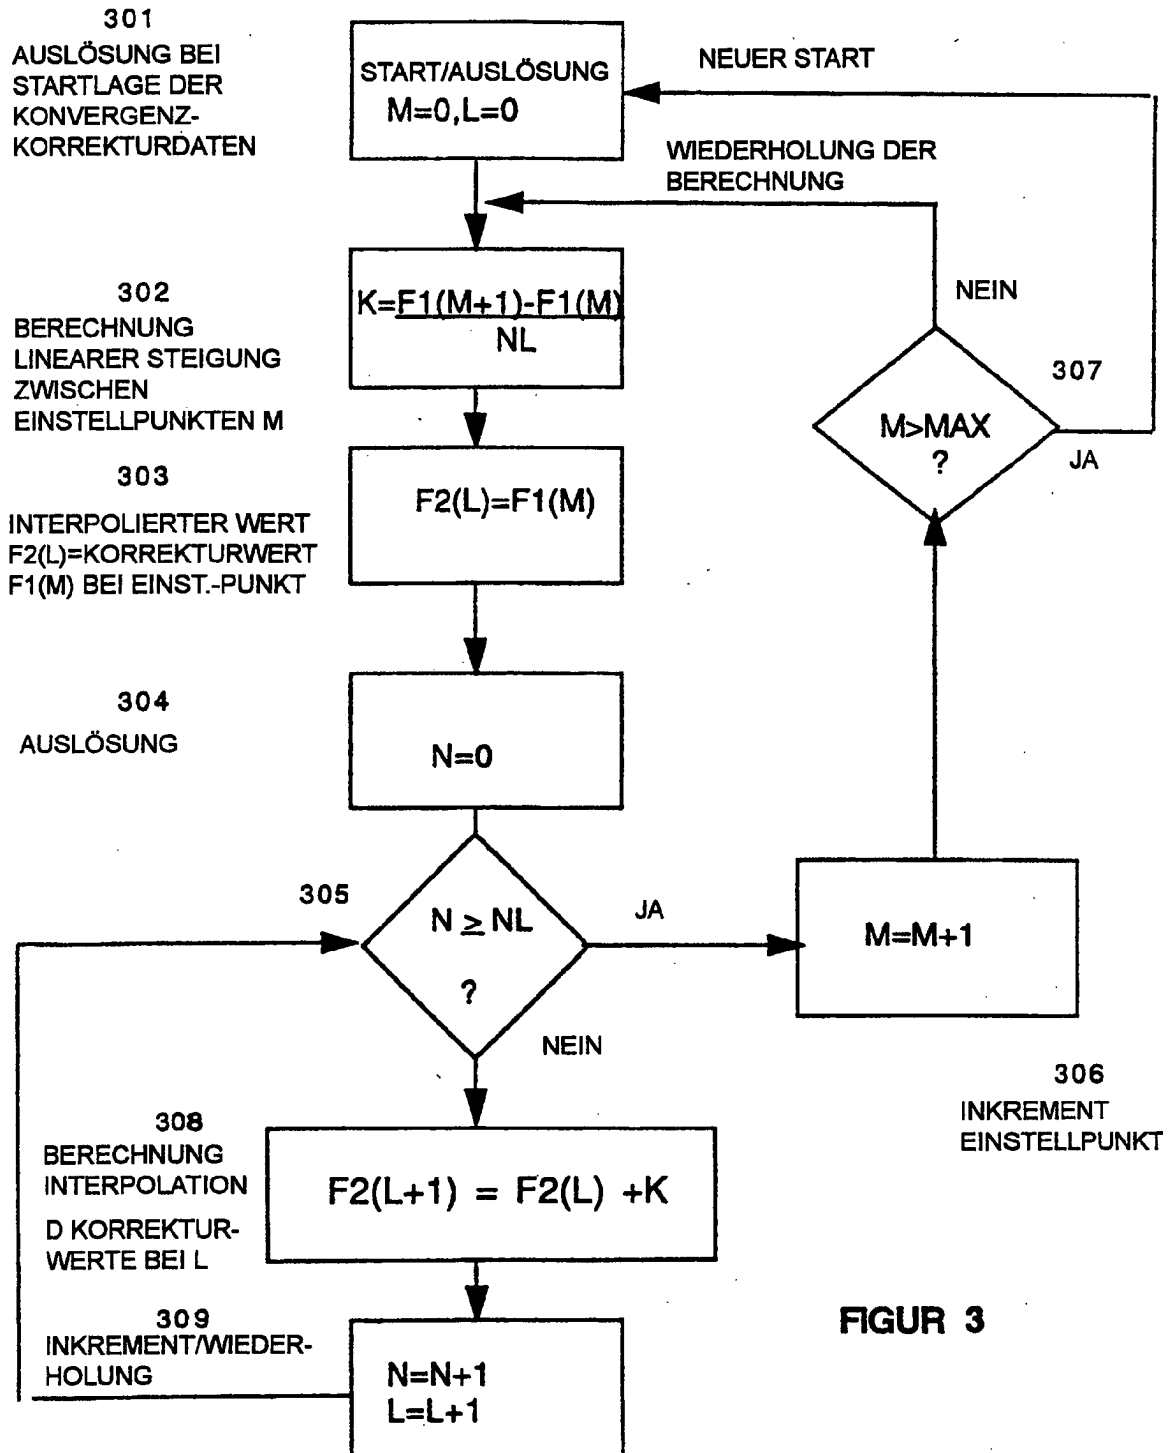 301
AUSLÖSUNG BEI
STARTLAGE DER
KONVERGENZ-
KORREKTURDATEN
START/AUSLÖSUNG
M=0,L=0
NEUER START
WIEDERHOLUNG DER
BERECHNUNG
302
BERECHNUNG
LINEARER STEIGUNG
ZWISCHEN
EINSTELLPUNKTEN M
K=F1(M+1)-F1(M)
NL
NEIN
307
M>MAX
?
JA
303
INTERPOLIERTER WERT
F2(L)=KORREKTURWERT
F1(M) BEI EINST.-PUNKT
F2(L)=F1(M)
304
AUSLÖSUNG
N=0
305
N ≥ NL
?
JA
NEIN
M=M+1
306
INKREMENT
EINSTELLPUNKT
308
BERECHNUNG
INTERPOLATION
D KORREKTUR-
WERTE BEI L
F2(L+1) = F2(L) +K
309
INKREMENT/WIEDER-
HOLUNG
N=N+1
L=L+1
FIGUR 3